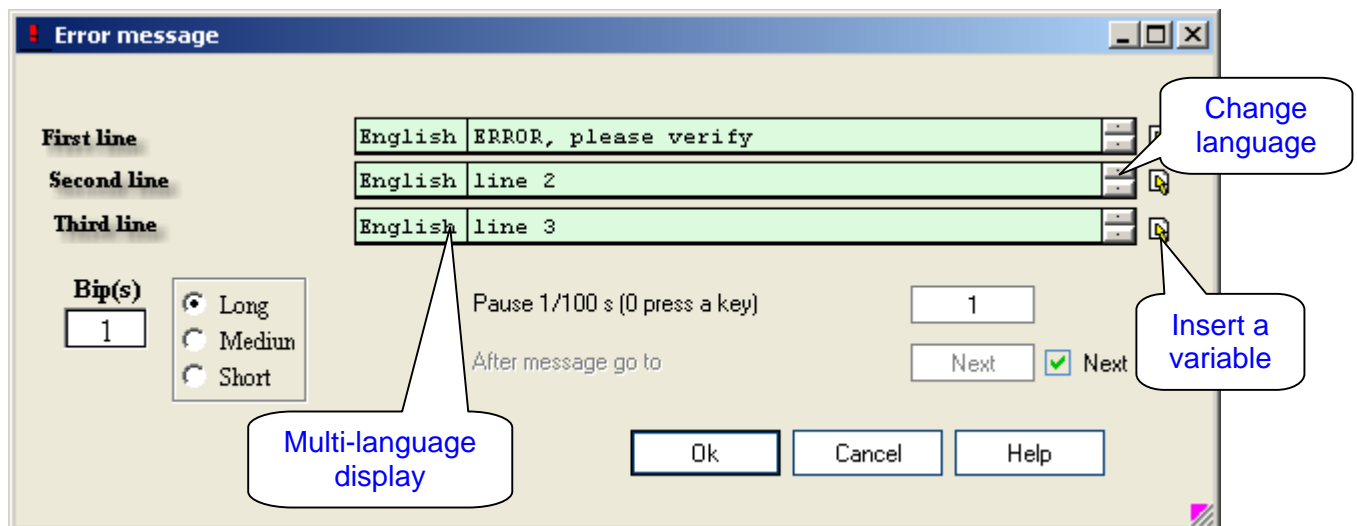 Error message
Change
language
First line English ERROR, please verify
Second line English line 2
Third line English line 3
Bip(s)
1
Long
Mediun
Short
Pause 1/100 s (0 press a key) 1
After message go to Next Next
Insert a
variable
Multi-language
display
Ok Cancel Help